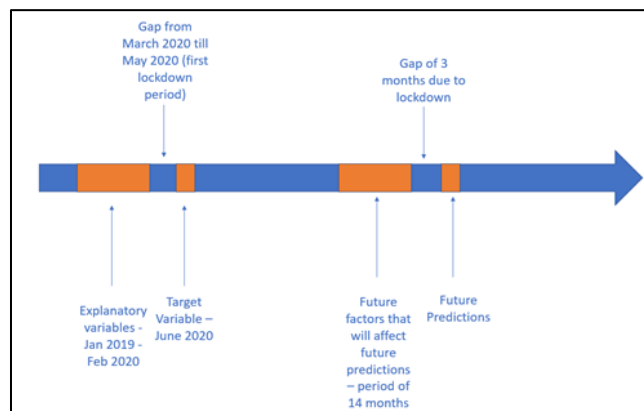 Gap from
March 2020 till
May 2020 (first
lockdown
period)
Gap of 3
months due to
lockdown
Explanatory
variables -
Jan 2019 -
Feb 2020
Target
Variable –
June 2020
Future
factors that
will affect
future
predictions
– period of
14 months
Future
Predictions